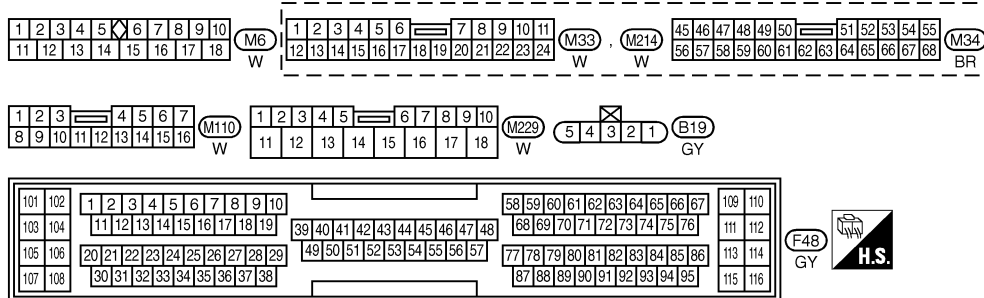 1 2 3 4 5 6 7 8 9 10
11 12 13 14 15 16 17 18
M6
W
1 2 3 4 5 6 7 8 9 10 11
12 13 14 15 16 17 18 19 20 21 22 23 24
M33 , M214
W W
45 46 47 48 49 50 51 52 53 54 55
56 57 58 59 60 61 62 63 64 65 66 67 68
M34
BR
1 2 3 4 5 6 7
8 9 10 11 12 13 14 15 16
M110
W
1 2 3 4 5 6 7 8 9 10
11 12 13 14 15 16 17 18
M229
W
5 4 3 2 1
B19
GY
101 102
103 104
105 106
107 108
1 2 3 4 5 6 7 8 9 10
11 12 13 14 15 16 17 18 19
20 21 22 23 24 25 26 27 28 29
30 31 32 33 34 35 36 37 38
39 40 41 42 43 44 45 46 47 48
49 50 51 52 53 54 55 56 57
58 59 60 61 62 63 64 65 66 67
68 69 70 71 72 73 74 75 76
77 78 79 80 81 82 83 84 85 86
87 88 89 90 91 92 93 94 95
109 110
111 112
113 114
115 116
F48
GY
H.S.